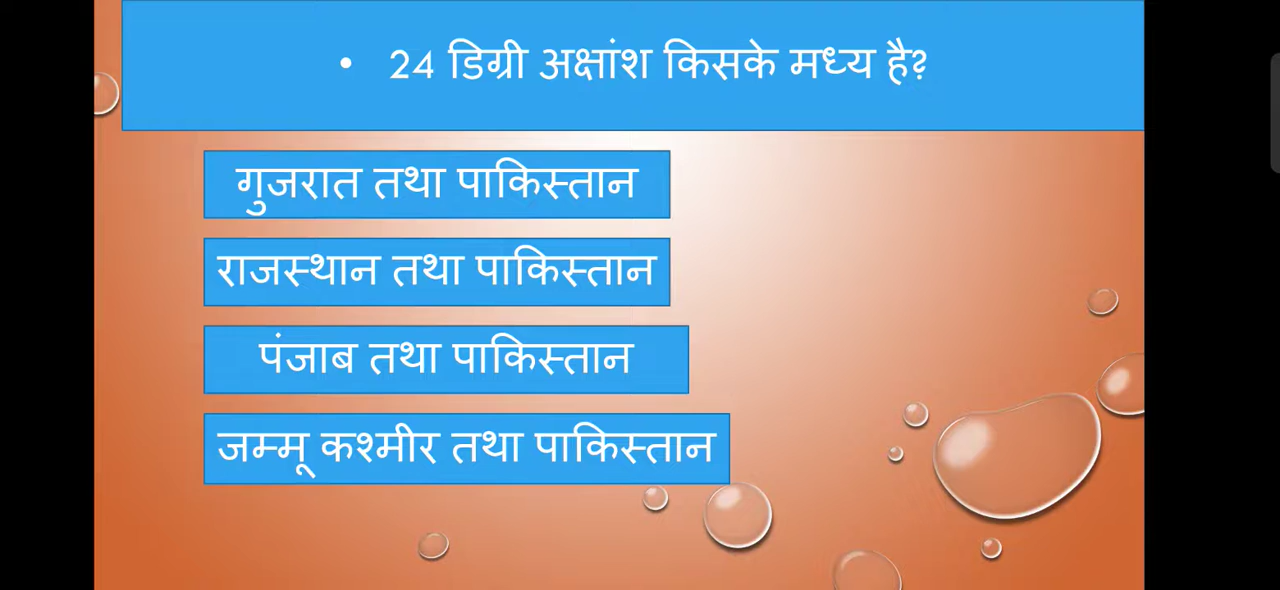 • 24 डिग्री अक्षांश किसके मध्य है?
गुजरात तथा पाकिस्तान
राजस्थान तथा पाकिस्तान
पंजाब तथा पाकिस्तान
जम्मू कश्मीर तथा पाकिस्तान